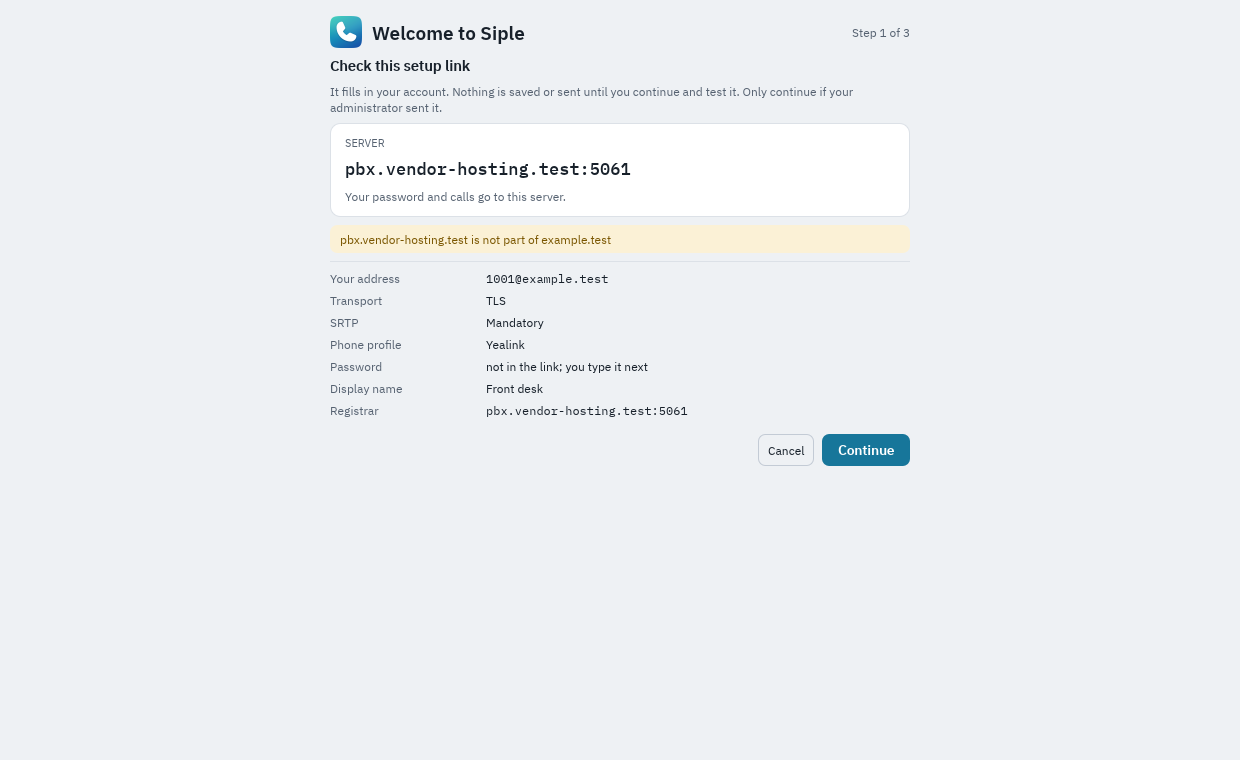 Welcome to Siple
Step 1 of 3
Check this setup link
It fills in your account. Nothing is saved or sent until you continue and test it. Only continue if your
administrator sent it.
SERVER
pbx.vendor-hosting.test:5061
Your password and calls go to this server.
pbx.vendor-hosting.test is not part of example.test
Your address 1001@example.test
Transport TLS
SRTP Mandatory
Phone profile Yealink
Password not in the link; you type it next
Display name Front desk
Registrar pbx.vendor-hosting.test:5061
Cancel Continue